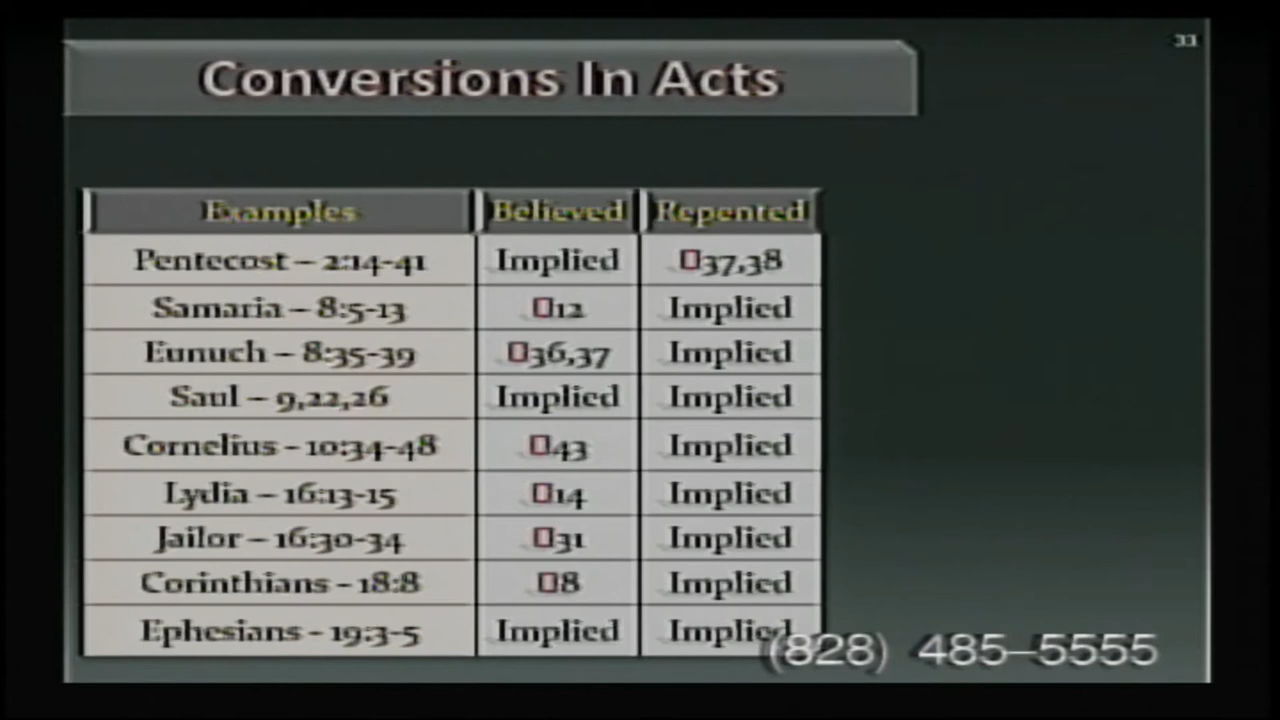 31
Conversions In Acts
Examples Believed Repented
Pentecost – 2:14-41 Implied 37,38
Samaria – 8:5-13 12 Implied
Eunuch – 8:35-39 36,37 Implied
Saul – 9,22,26 Implied Implied
Cornelius - 10:34-48 43 Implied
Lydia – 16:13-15 14 Implied
Jailor – 16:30-34 31 Implied
Corinthians - 18:8 8 Implied
Ephesians - 19:3-5 Implied Implied
(828) 485–5555